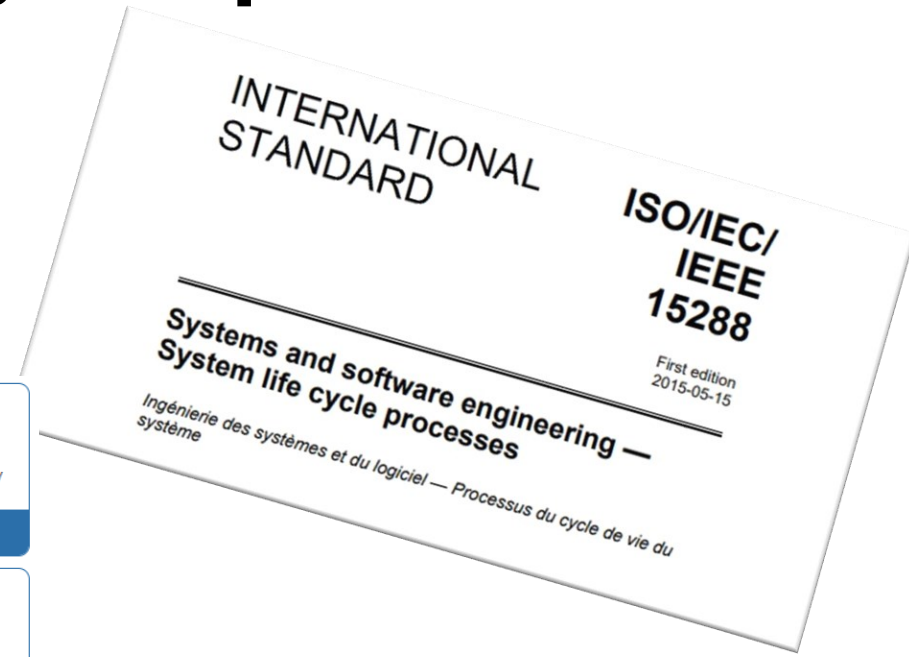 INTERNATIONAL
STANDARD
ISO/IEC/
IEEE
15288
First edition
2015-05-15
Systems and software engineering —
System life cycle processes
Ingénierie des systèmes et du logiciel — Processus du cycle de vie du
système